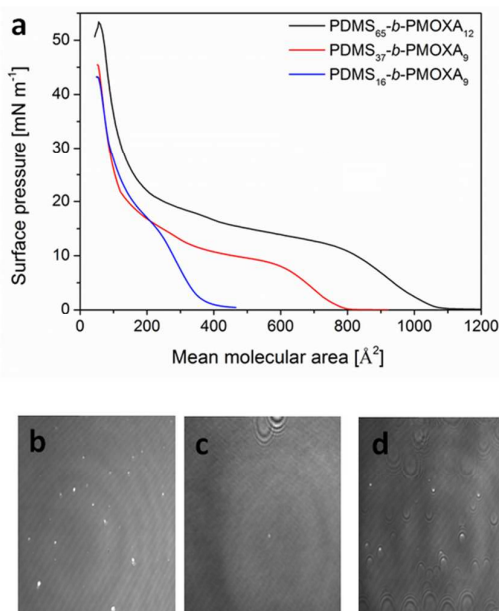 a
PDMS₆₅-b-PMOXA₁₂
PDMS₃₇-b-PMOXA₉
PDMS₁₆-b-PMOXA₉
Surface pressure [mN m⁻¹]
50
40
30
20
10
0
0 200 400 600 800 1000 1200
Mean molecular area [Å²]
b c d